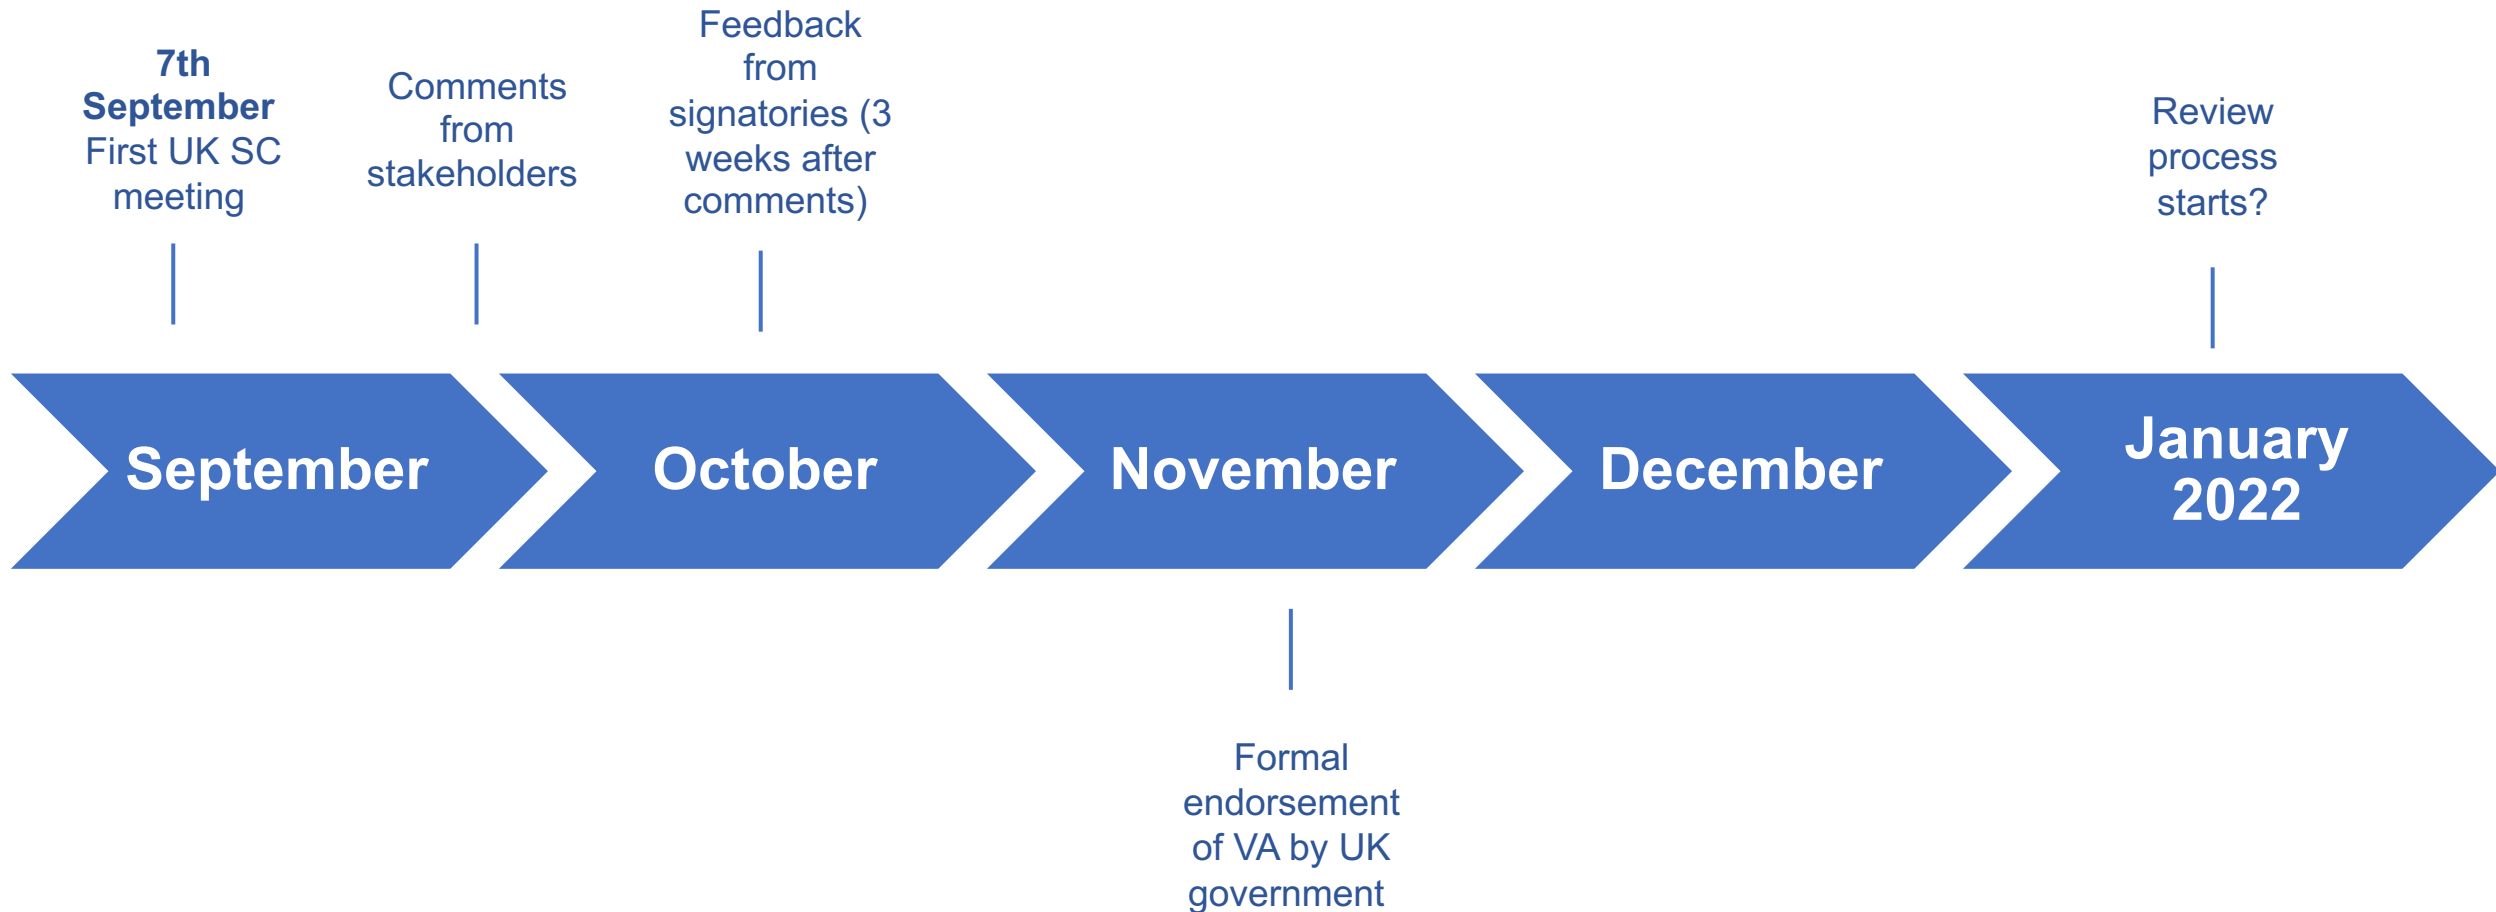 7th
September
First UK SC
meeting
Comments
from
stakeholders
Feedback
from
signatories (3
weeks after
comments)
Review
process
starts?
September
October
November
December
January
2022
Formal
endorsement
of VA by UK
government